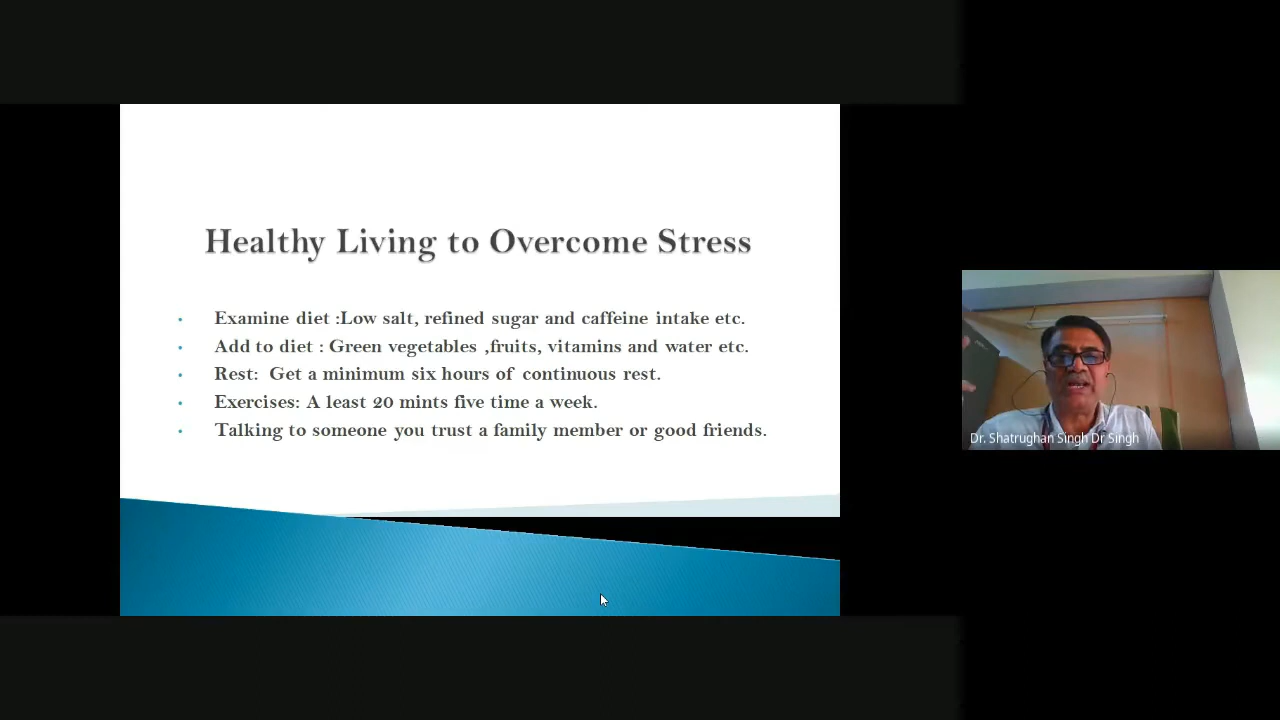 Healthy Living to Overcome Stress
• Examine diet :Low salt, refined sugar and caffeine intake etc.
• Add to diet : Green vegetables ,fruits, vitamins and water etc.
• Rest: Get a minimum six hours of continuous rest.
• Exercises: A least 20 mints five time a week.
• Talking to someone you trust a family member or good friends.
Dr. Shatrughan Singh Dr Singh